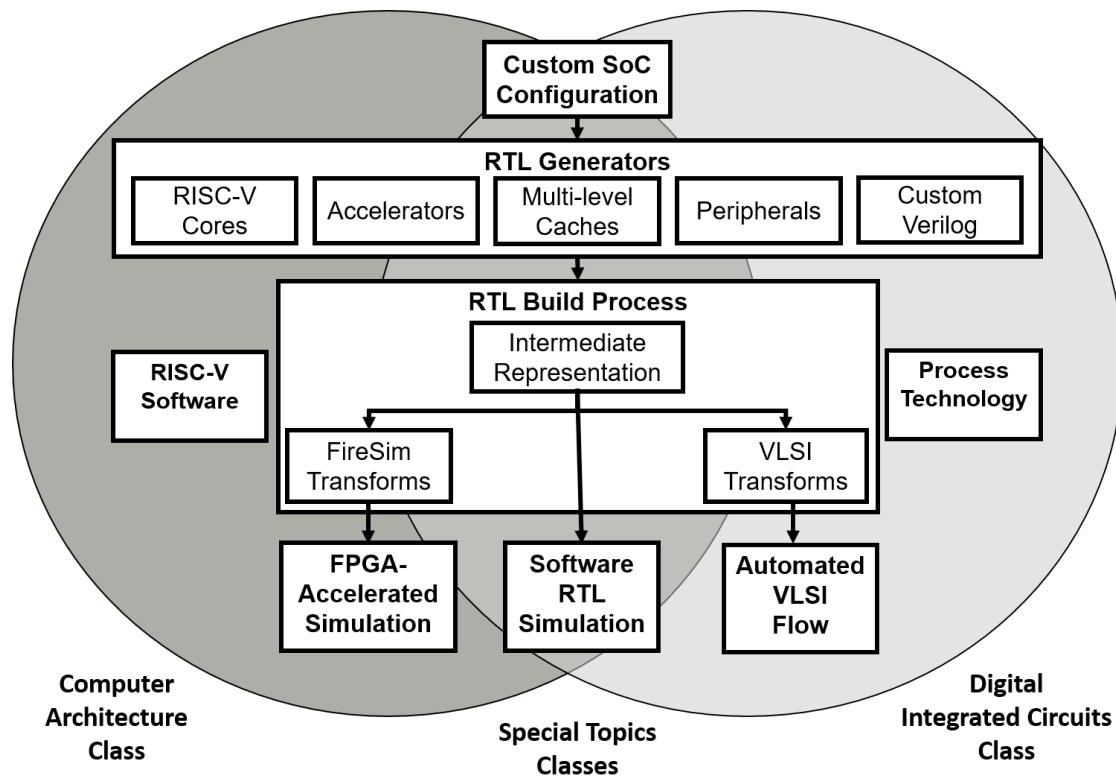 Custom SoC
Configuration
RTL Generators
RISC-V
Cores
Accelerators
Multi-level
Caches
Peripherals
Custom
Verilog
RTL Build Process
Intermediate
Representation
RISC-V
Software
Process
Technology
FireSim
Transforms
VLSI
Transforms
FPGA-
Accelerated
Simulation
Software
RTL
Simulation
Automated
VLSI
Flow
Computer
Architecture
Class
Special Topics
Classes
Digital
Integrated Circuits
Class